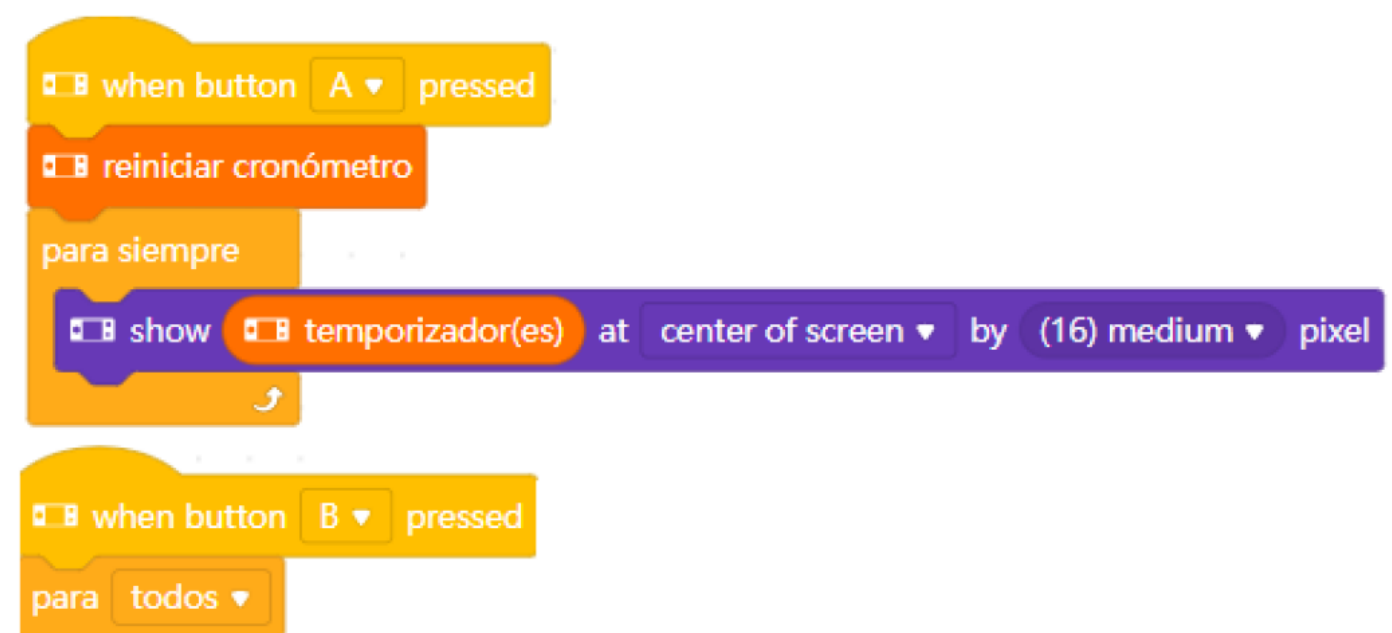 when button A pressed
reiniciar cronómetro
para siempre
show temporizador(es) at center of screen by (16) medium pixel
when button B pressed
para todos